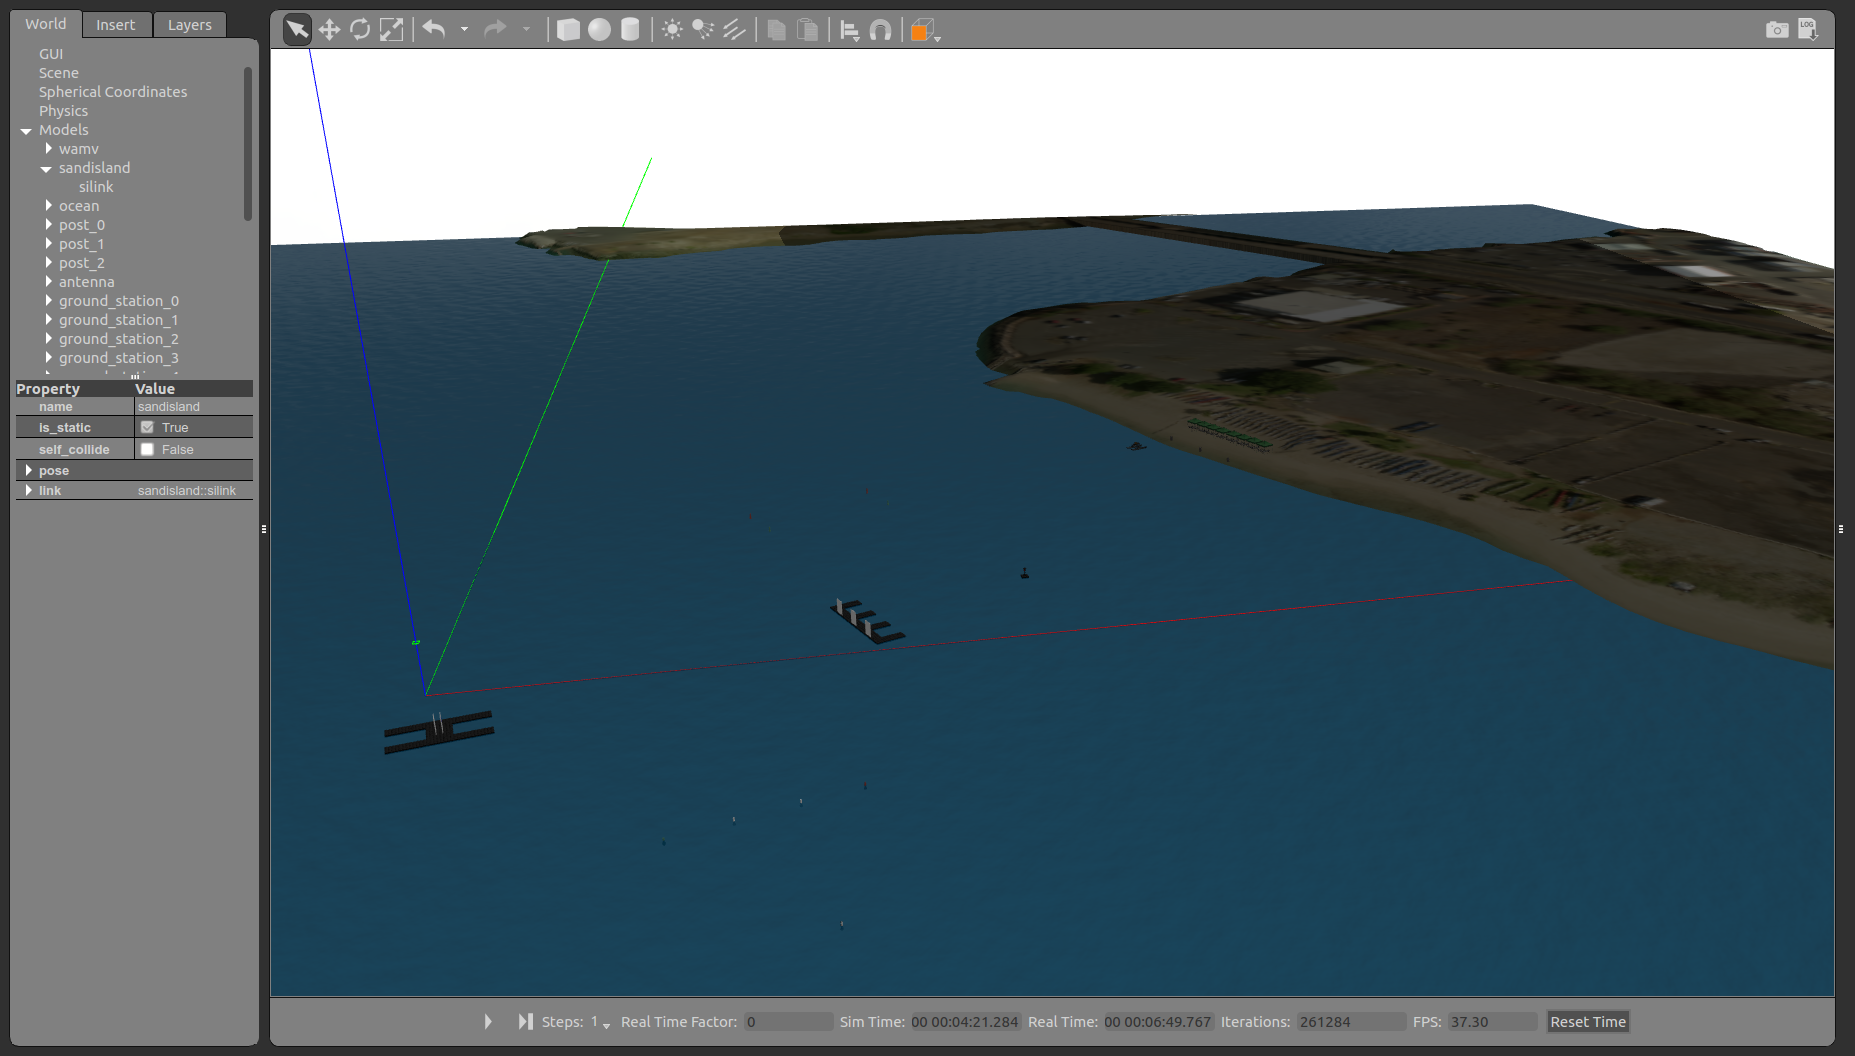 World Insert Layers
LOG
GUI
Scene
Spherical Coordinates
Physics
Models
wamv
sandisland
silink
ocean
post_0
post_1
post_2
antenna
ground_station_0
ground_station_1
ground_station_2
ground_station_3
Property Value
name sandisland
is_static True
self_collide False
pose
link sandisland::silink
Steps: 1 Real Time Factor: 0 Sim Time: 00 00:04:21.284 Real Time: 00 00:06:49.767 Iterations: 261284 FPS: 37.30 Reset Time